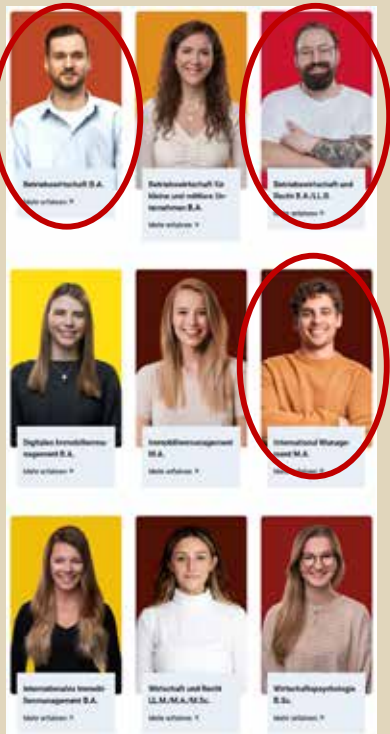 Betriebswirtschaft B.A.
Mehr erfahren
Betriebswirtschaft für
kleine und mittlere Un-
ternehmen B.A.
Mehr erfahren
Betriebswirtschaft und
Recht B.A./LL.B.
Mehr erfahren
Digitales Immobilienma-
nagement B.A.
Mehr erfahren
Immobilienmanagement
M.A.
Mehr erfahren
International Manage-
ment M.A.
Mehr erfahren
Internationales Immobi-
lienmanagement B.A.
Mehr erfahren
Wirtschaft und Recht
LL.M./M.A./M.Sc.
Mehr erfahren
Wirtschaftspsychologie
B.Sc.
Mehr erfahren